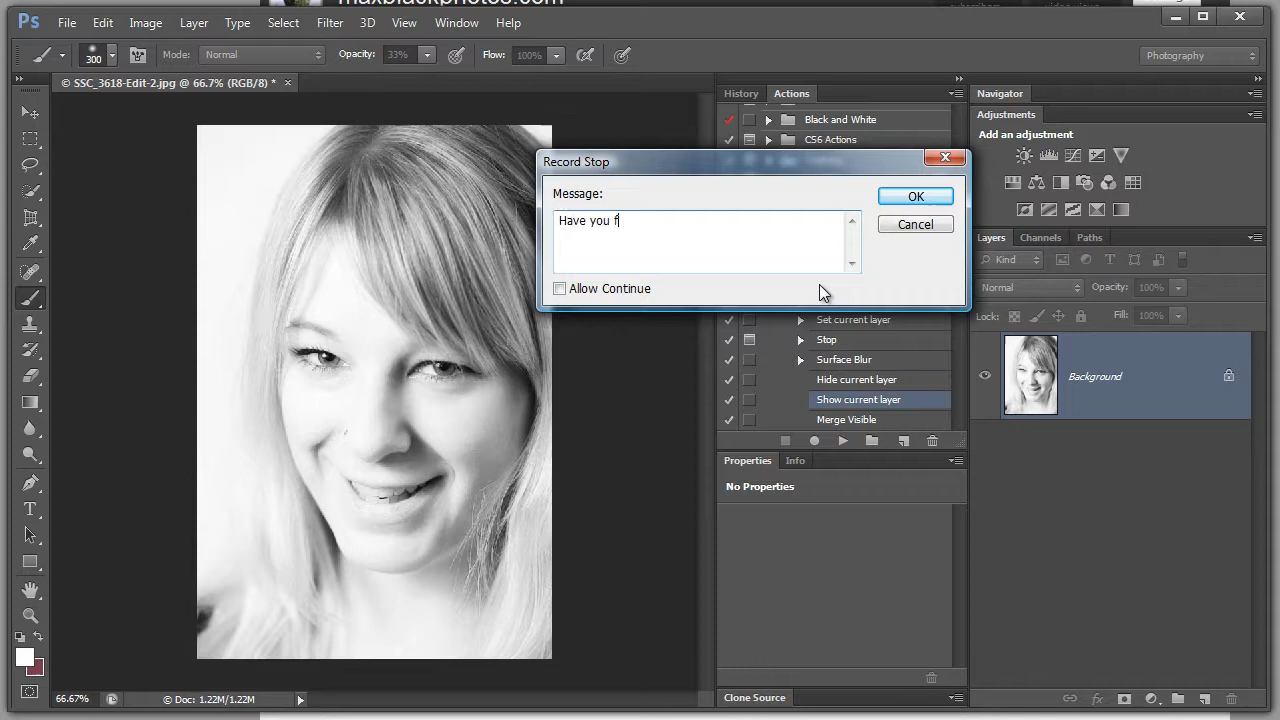 maxblackphotos.com
Ps File Edit Image Layer Type Select Filter 3D View Window Help
300 Mode: Normal Opacity: 33% Flow: 100% Photography
© SSC_3618-Edit-2.jpg @ 66.7% (RGB/8) * ×
History Actions
Black and White
CS6 Actions
Record Stop
Message:
Have you f
OK
Cancel
Allow Continue
Set current layer
Stop
Surface Blur
Hide current layer
Show current layer
Merge Visible
Properties Info
No Properties
Clone Source
Navigator
Adjustments
Add an adjustment
Layers Channels Paths
Kind
Normal Opacity: 100%
Lock: Fill: 100%
Background
66.67% © Doc: 1.22M/1.22M